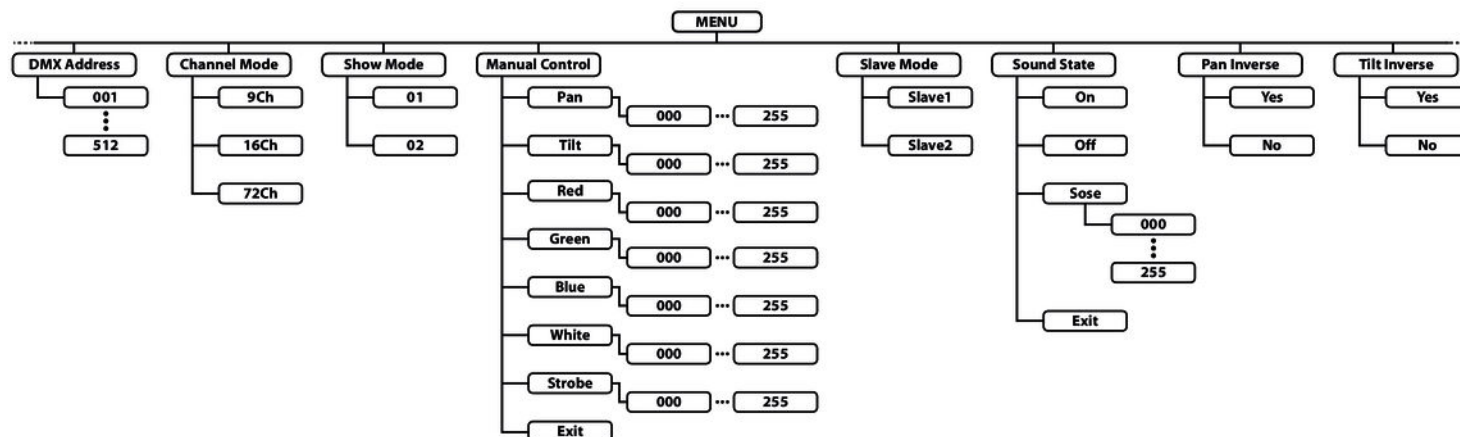 MENU
DMX Address Channel Mode Show Mode Manual Control Slave Mode Sound State Pan Inverse Tilt Inverse
001 9Ch 01 Pan Slave1 On Yes Yes
000 ••• 255
512 16Ch 02 Tilt Slave2 Off No No
000 ••• 255
72Ch Red Sose
000 ••• 255 000
Green
000 ••• 255 255
Blue
000 ••• 255 Exit
White
000 ••• 255
Strobe
000 ••• 255
Exit